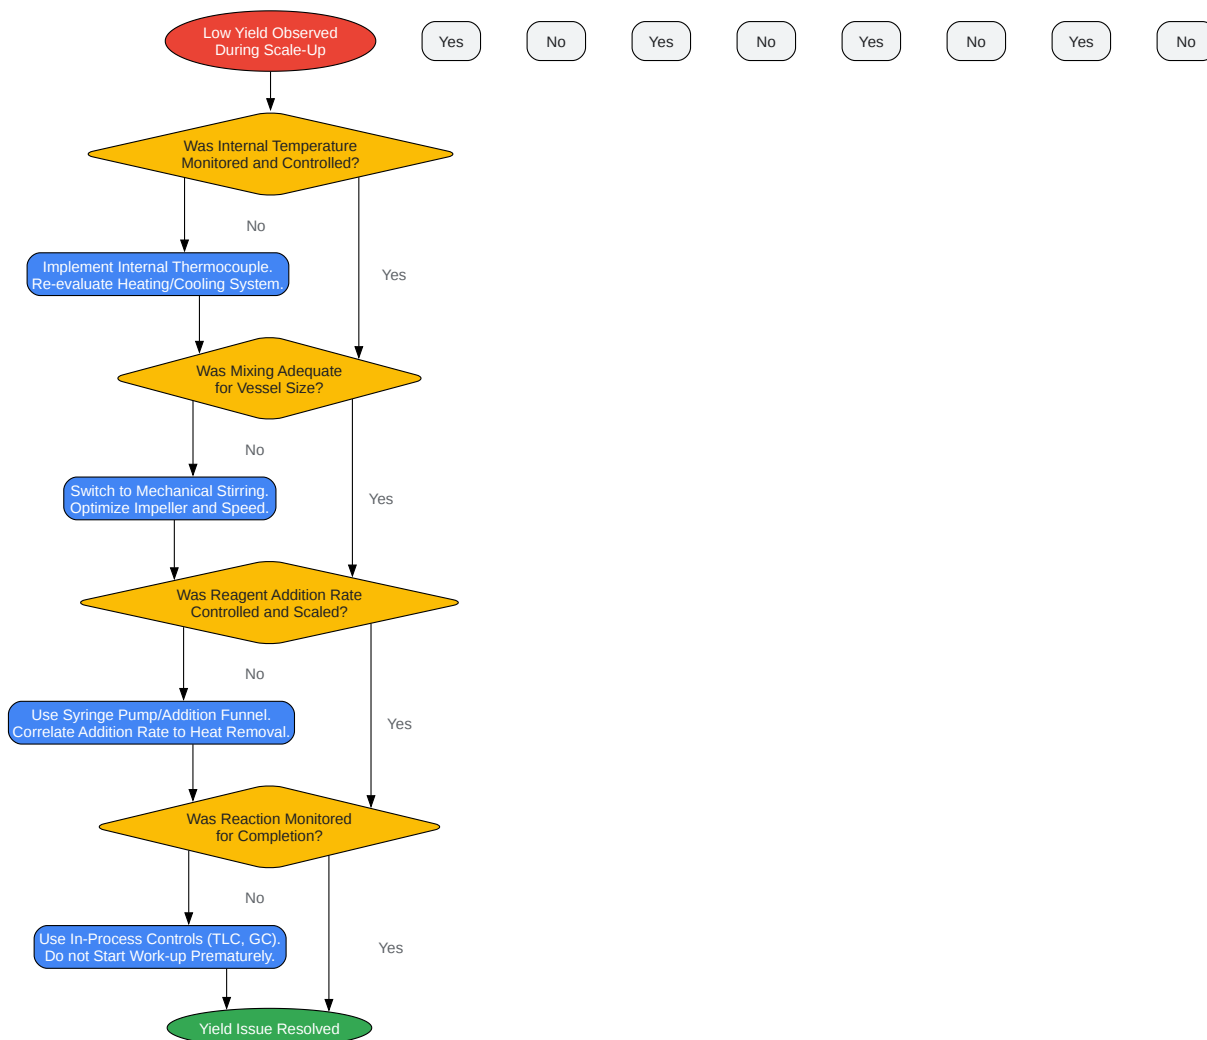 Low Yield Observed
During Scale-Up
Yes
No
Yes
No
Yes
No
Yes
No
Was Internal Temperature
Monitored and Controlled?
No
Implement Internal Thermocouple.
Re-evaluate Heating/Cooling System.
Yes
Was Mixing Adequate
for Vessel Size?
No
Switch to Mechanical Stirring.
Optimize Impeller and Speed.
Yes
Was Reagent Addition Rate
Controlled and Scaled?
No
Use Syringe Pump/Addition Funnel.
Correlate Addition Rate to Heat Removal.
Yes
Was Reaction Monitored
for Completion?
No
Use In-Process Controls (TLC, GC).
Do not Start Work-up Prematurely.
Yes
Yield Issue Resolved